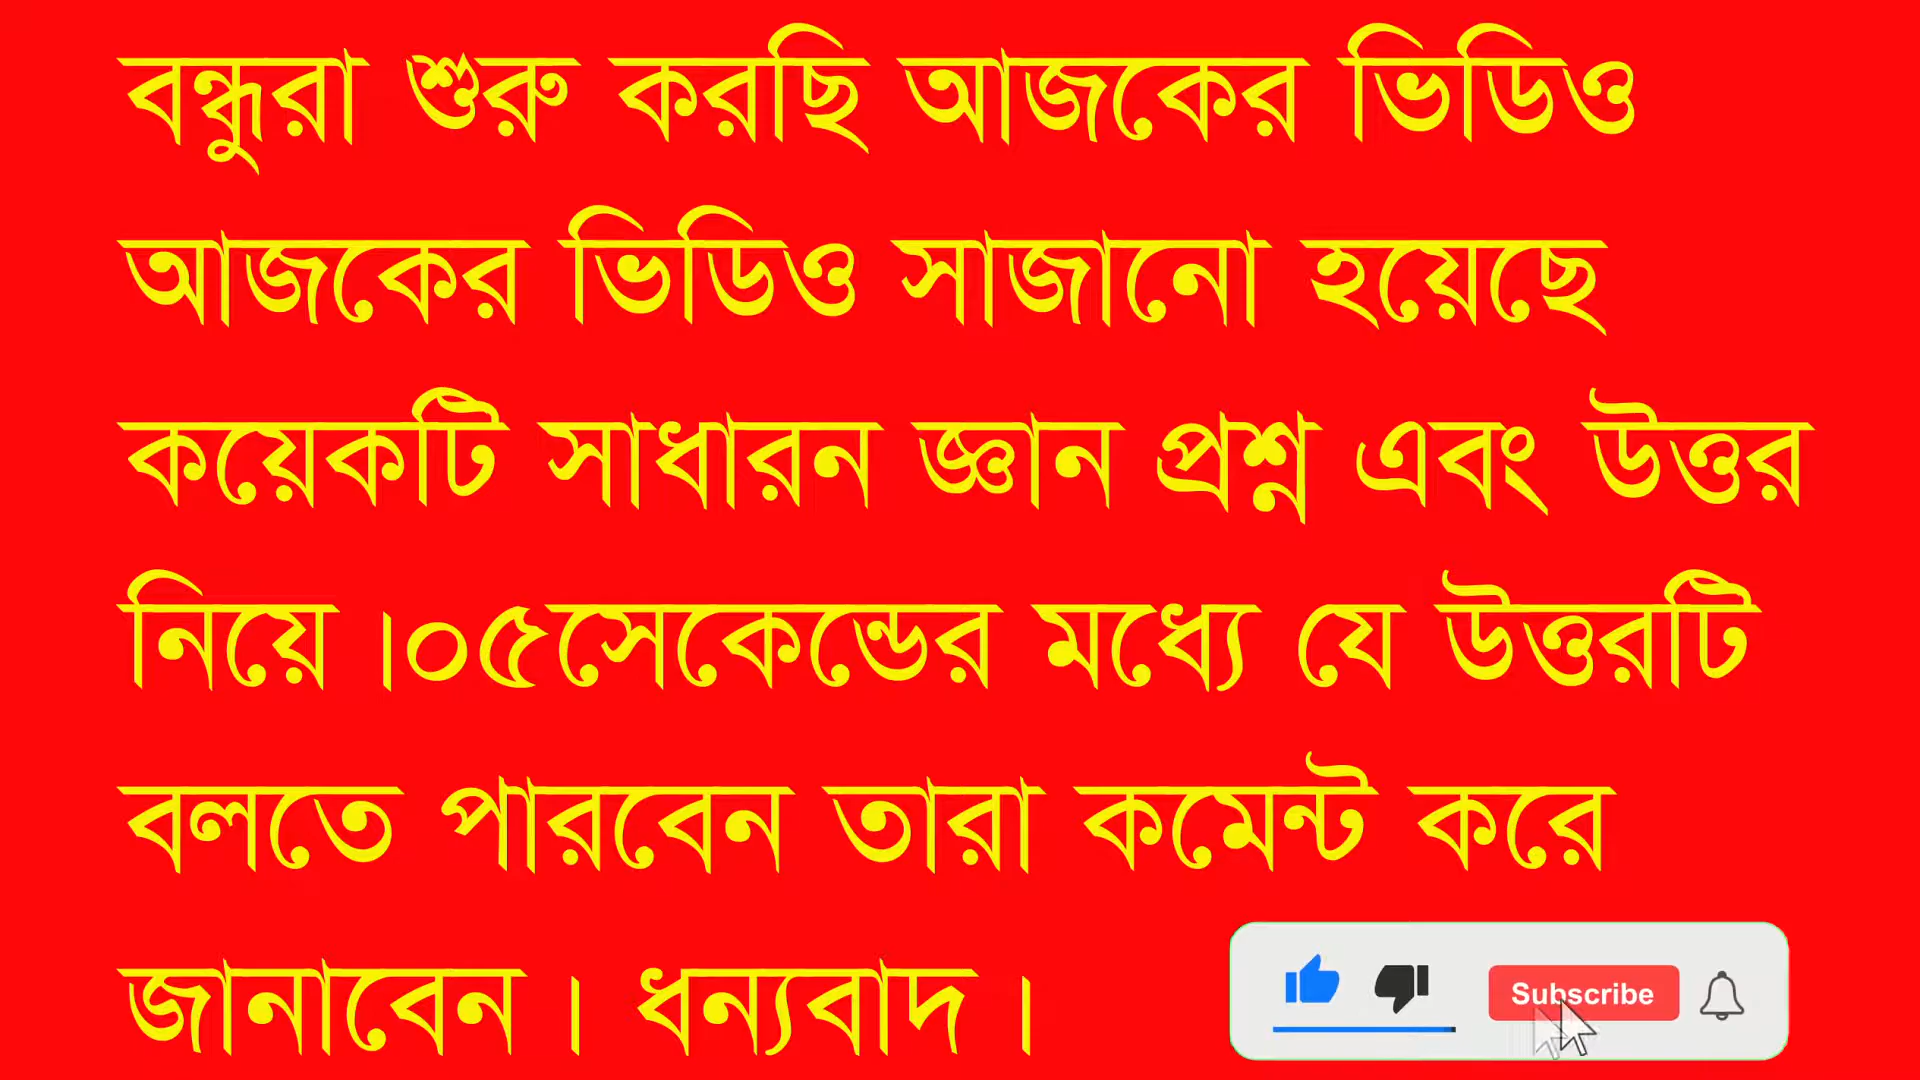 বন্ধুরা শুরু করছি আজকের ভিডিও
আজকের ভিডিও সাজানো হয়েছে
কয়েকটি সাধারন জ্ঞান প্রশ্ন এবং উত্তর
নিয়ে ।০৫সেকেন্ডের মধ্যে যে উত্তরটি
বলতে পারবেন তারা কমেন্ট করে
জানাবেন । ধন্যবাদ ।
Subscribe